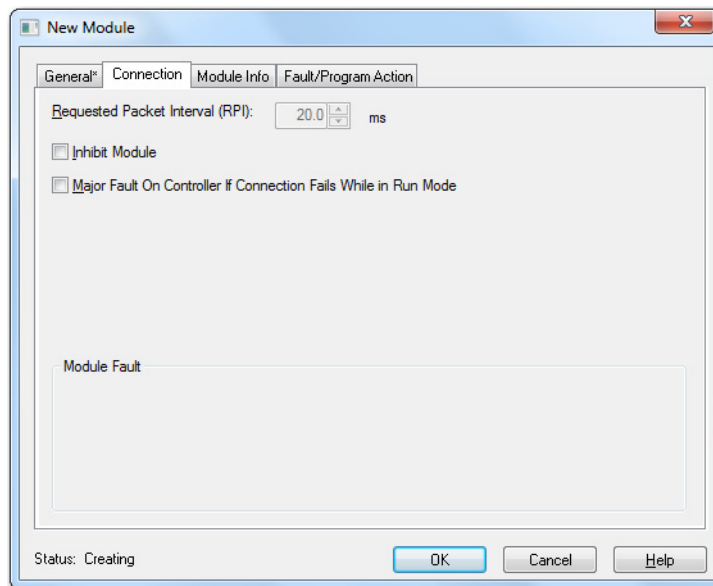 New Module
General* Connection Module Info Fault/Program Action
Requested Packet Interval (RPI): 20.0 ms
Inhibit Module
Major Fault On Controller If Connection Fails While in Run Mode
Module Fault
Status: Creating OK Cancel Help